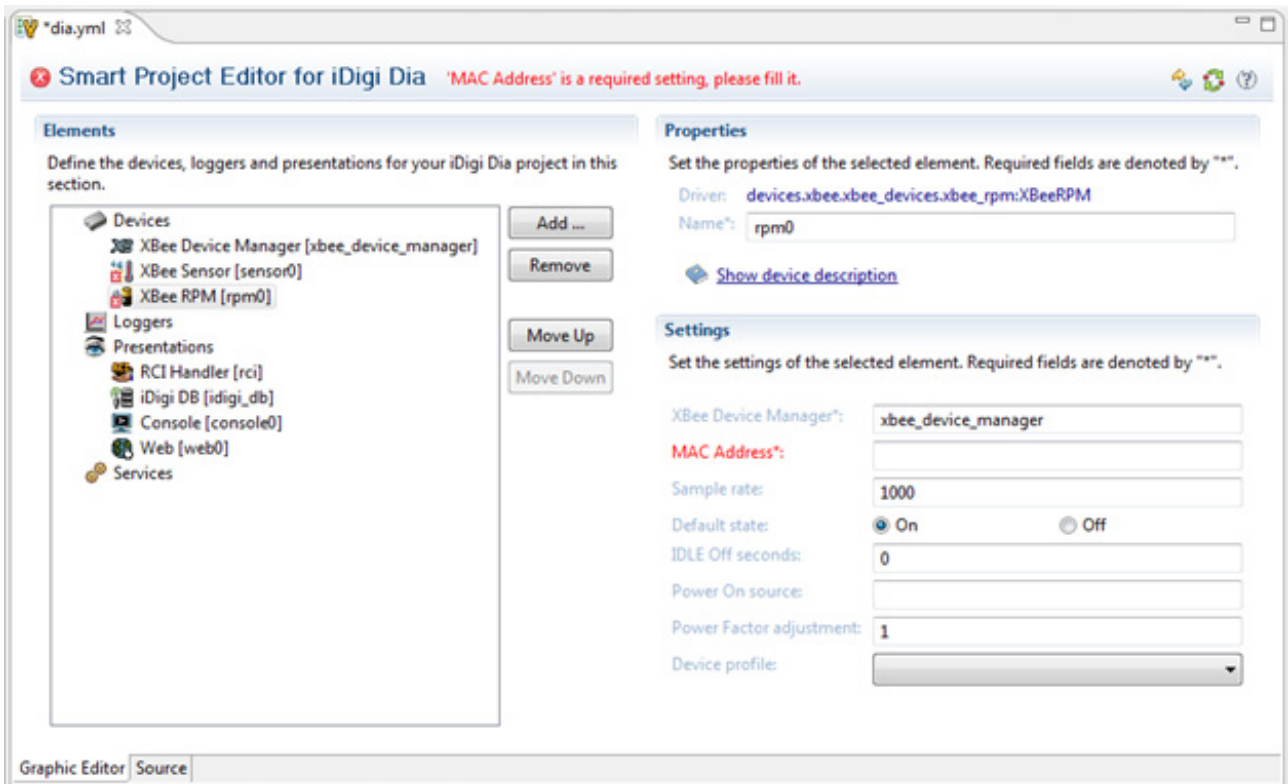 *dia.yml
Smart Project Editor for iDigi Dia 'MAC Address' is a required setting, please fill it.
Elements
Define the devices, loggers and presentations for your iDigi Dia project in this
section.
Devices
XBee Device Manager [xbee_device_manager]
XBee Sensor [sensor0]
XBee RPM [rpm0]
Loggers
Presentations
RCI Handler [rci]
iDigi DB [idigi_db]
Console [console0]
Web [web0]
Services
Add ...
Remove
Move Up
Move Down
Properties
Set the properties of the selected element. Required fields are denoted by "*".
Driver: devices.xbee.xbee_devices.xbee_rpm:XBeeRPM
Name*: rpm0
Show device description
Settings
Set the settings of the selected element. Required fields are denoted by "*".
XBee Device Manager*: xbee_device_manager
MAC Address*:
Sample rate: 1000
Default state: On Off
IDLE Off seconds: 0
Power On source:
Power Factor adjustment: 1
Device profile:
Graphic Editor Source